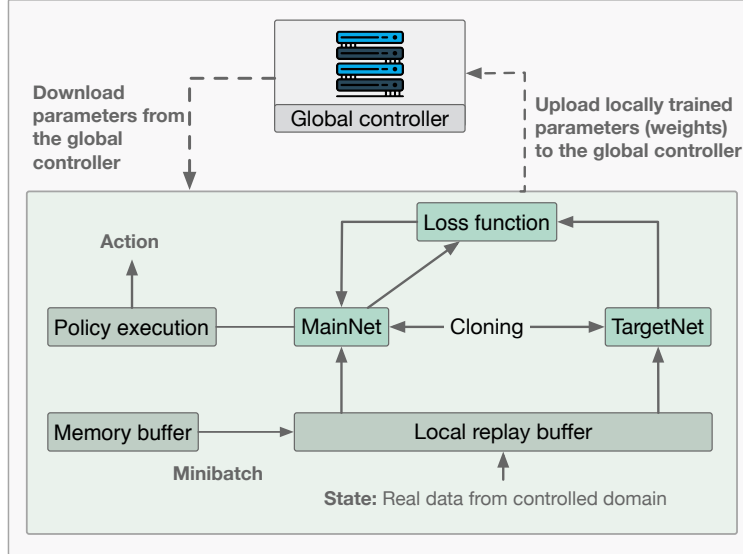 Download
parameters from
the global
controller
Global controller
Upload locally trained
parameters (weights)
to the global controller
Loss function
Action
Policy execution
MainNet
Cloning
TargetNet
Memory buffer
Local replay buffer
Minibatch
State: Real data from controlled domain